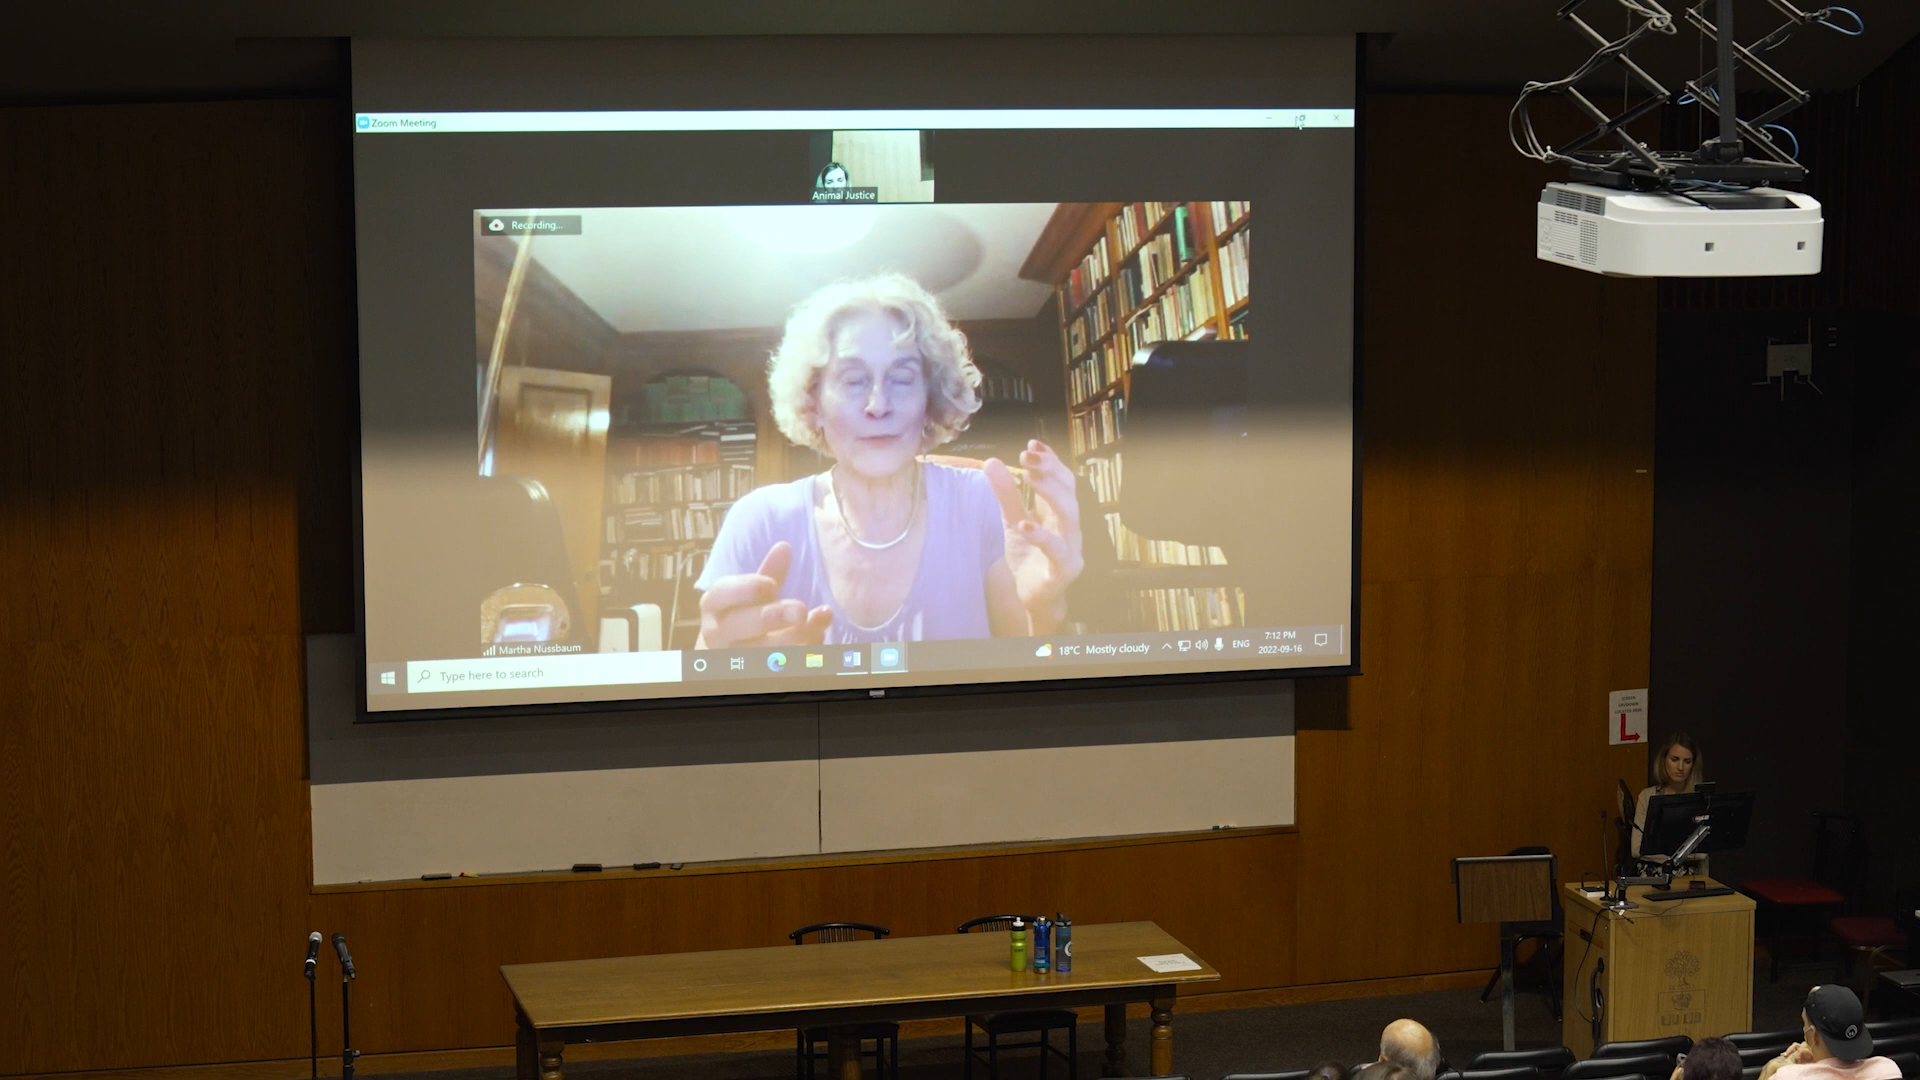 Zoom Meeting
Animal Justice
Recording...
Martha Nussbaum
Type here to search
18°C Mostly cloudy
ENG
7:12 PM
2022-09-16